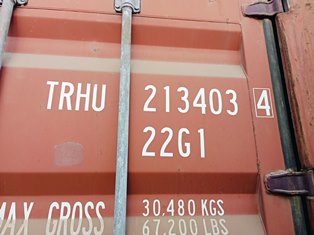 TRHU 213403 4
22G1
MAX GROSS 30.480 KGS
67.200 LBS